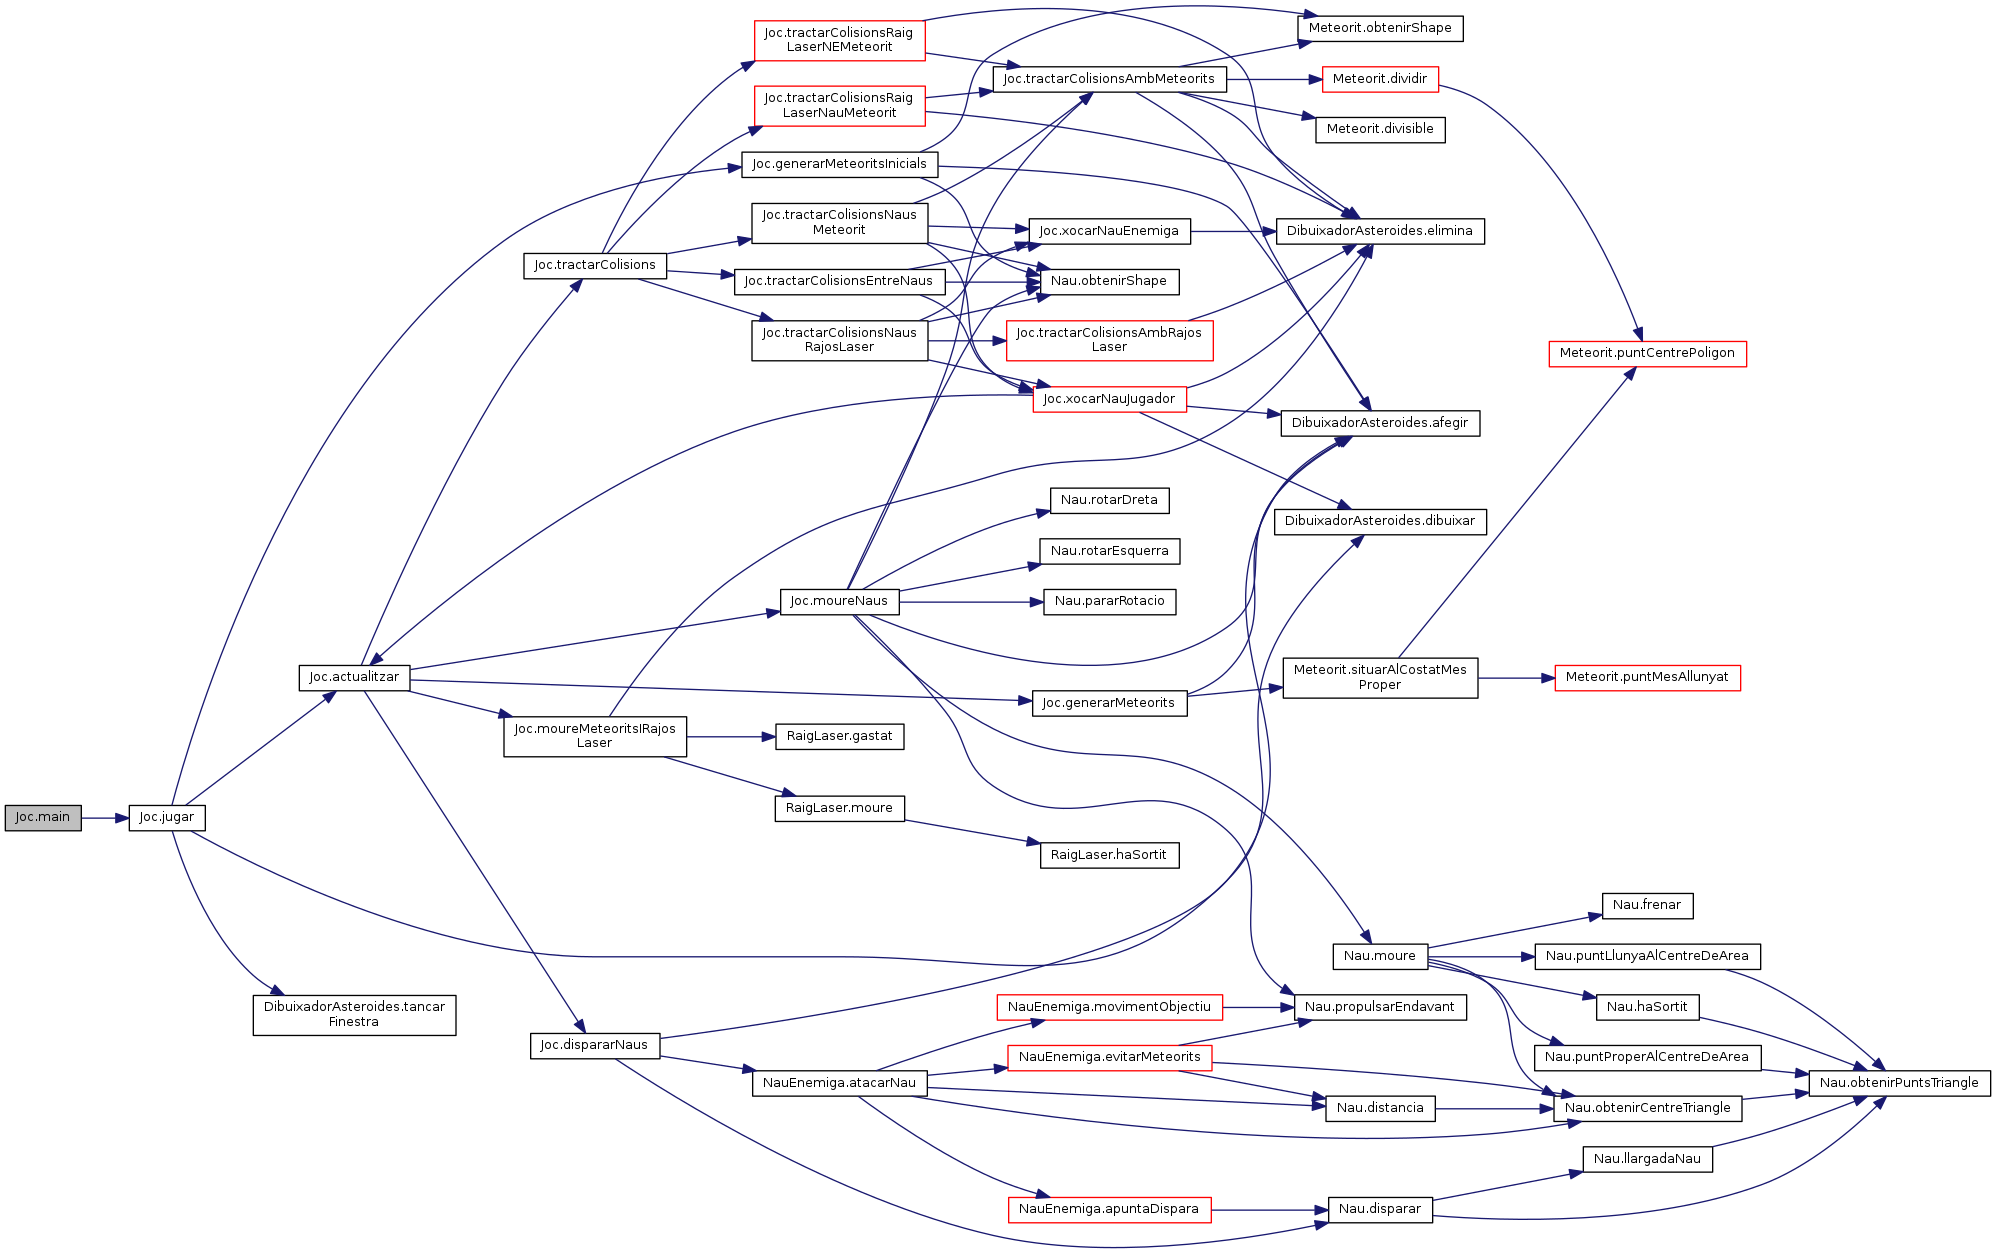 Joc.main
Joc.jugar
DibuixadorAsteroides.tancar
Finestra
Joc.actualitzar
Joc.tractarColisions
Joc.moureMeteoritsIRajos
Laser
Joc.dispararNaus
Joc.tractarColisionsRaig
LaserNEMeteorit
Joc.tractarColisionsRaig
LaserNauMeteorit
Joc.generarMeteoritsInicials
Joc.tractarColisionsNaus
Meteorit
Joc.tractarColisionsEntreNaus
Joc.tractarColisionsNaus
RajosLaser
Joc.moureNaus
RaigLaser.gastat
RaigLaser.moure
NauEnemiga.atacarNau
Joc.tractarColisionsAmbMeteorits
Joc.xocarNauEnemiga
Nau.obtenirShape
Joc.tractarColisionsAmbRajos
Laser
Joc.xocarNauJugador
Nau.rotarDreta
Nau.rotarEsquerra
Nau.pararRotacio
Joc.generarMeteorits
RaigLaser.haSortit
NauEnemiga.movimentObjectiu
NauEnemiga.evitarMeteorits
NauEnemiga.apuntaDispara
Meteorit.obtenirShape
Meteorit.dividir
Meteorit.divisible
DibuixadorAsteroides.elimina
DibuixadorAsteroides.afegir
DibuixadorAsteroides.dibuixar
Meteorit.situarAlCostatMes
Proper
Nau.moure
Nau.propulsarEndavant
Nau.distancia
Nau.disparar
Meteorit.puntCentrePoligon
Meteorit.puntMesAllunyat
Nau.frenar
Nau.puntLlunyaAlCentreDeArea
Nau.haSortit
Nau.puntProperAlCentreDeArea
Nau.obtenirCentreTriangle
Nau.llargadaNau
Nau.obtenirPuntsTriangle